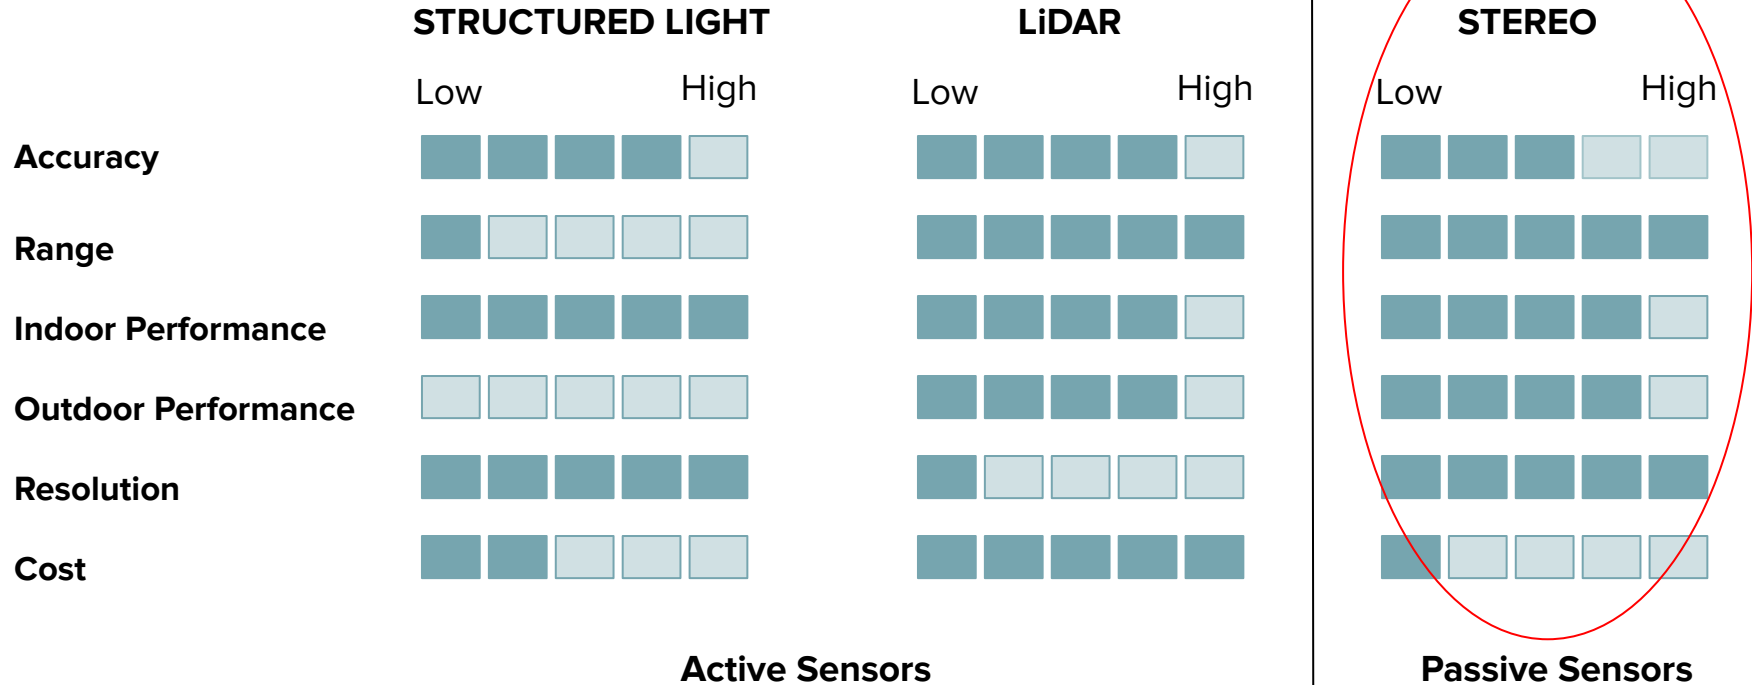 STRUCTURED LIGHT LiDAR STEREO
Low High Low High Low High
Accuracy
Range
Indoor Performance
Outdoor Performance
Resolution
Cost
Active Sensors Passive Sensors